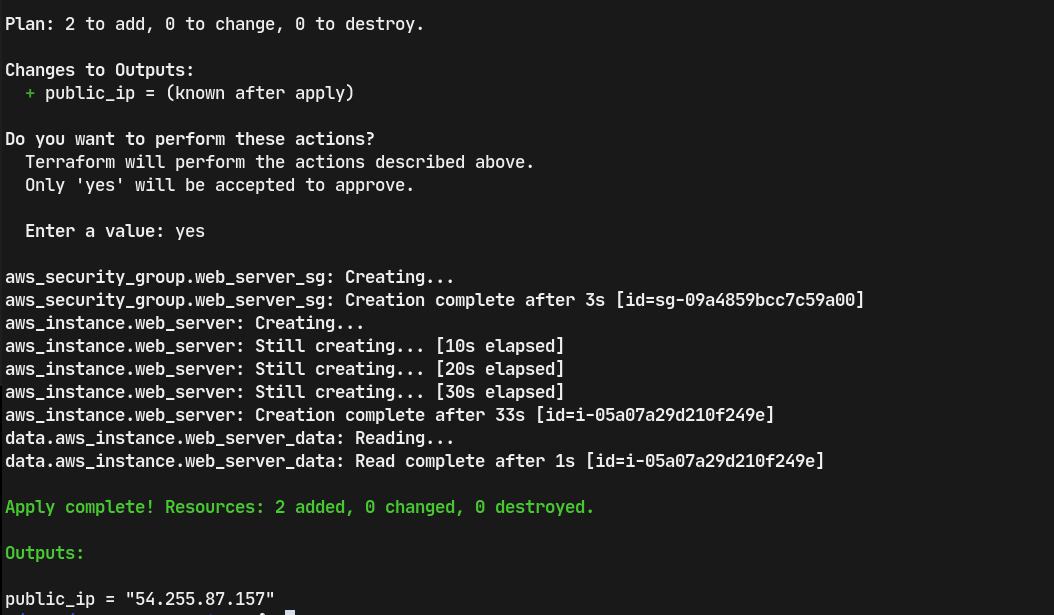 Plan: 2 to add, 0 to change, 0 to destroy.
Changes to Outputs:
+ public_ip = (known after apply)
Do you want to perform these actions?
Terraform will perform the actions described above.
Only 'yes' will be accepted to approve.
Enter a value: yes
aws_security_group.web_server_sg: Creating...
aws_security_group.web_server_sg: Creation complete after 3s [id=sg-09a4859bcc7c59a00]
aws_instance.web_server: Creating...
aws_instance.web_server: Still creating... [10s elapsed]
aws_instance.web_server: Still creating... [20s elapsed]
aws_instance.web_server: Still creating... [30s elapsed]
aws_instance.web_server: Creation complete after 33s [id=i-05a07a29d210f249e]
data.aws_instance.web_server_data: Reading...
data.aws_instance.web_server_data: Read complete after 1s [id=i-05a07a29d210f249e]
Apply complete! Resources: 2 added, 0 changed, 0 destroyed.
Outputs:
public_ip = "54.255.87.157"